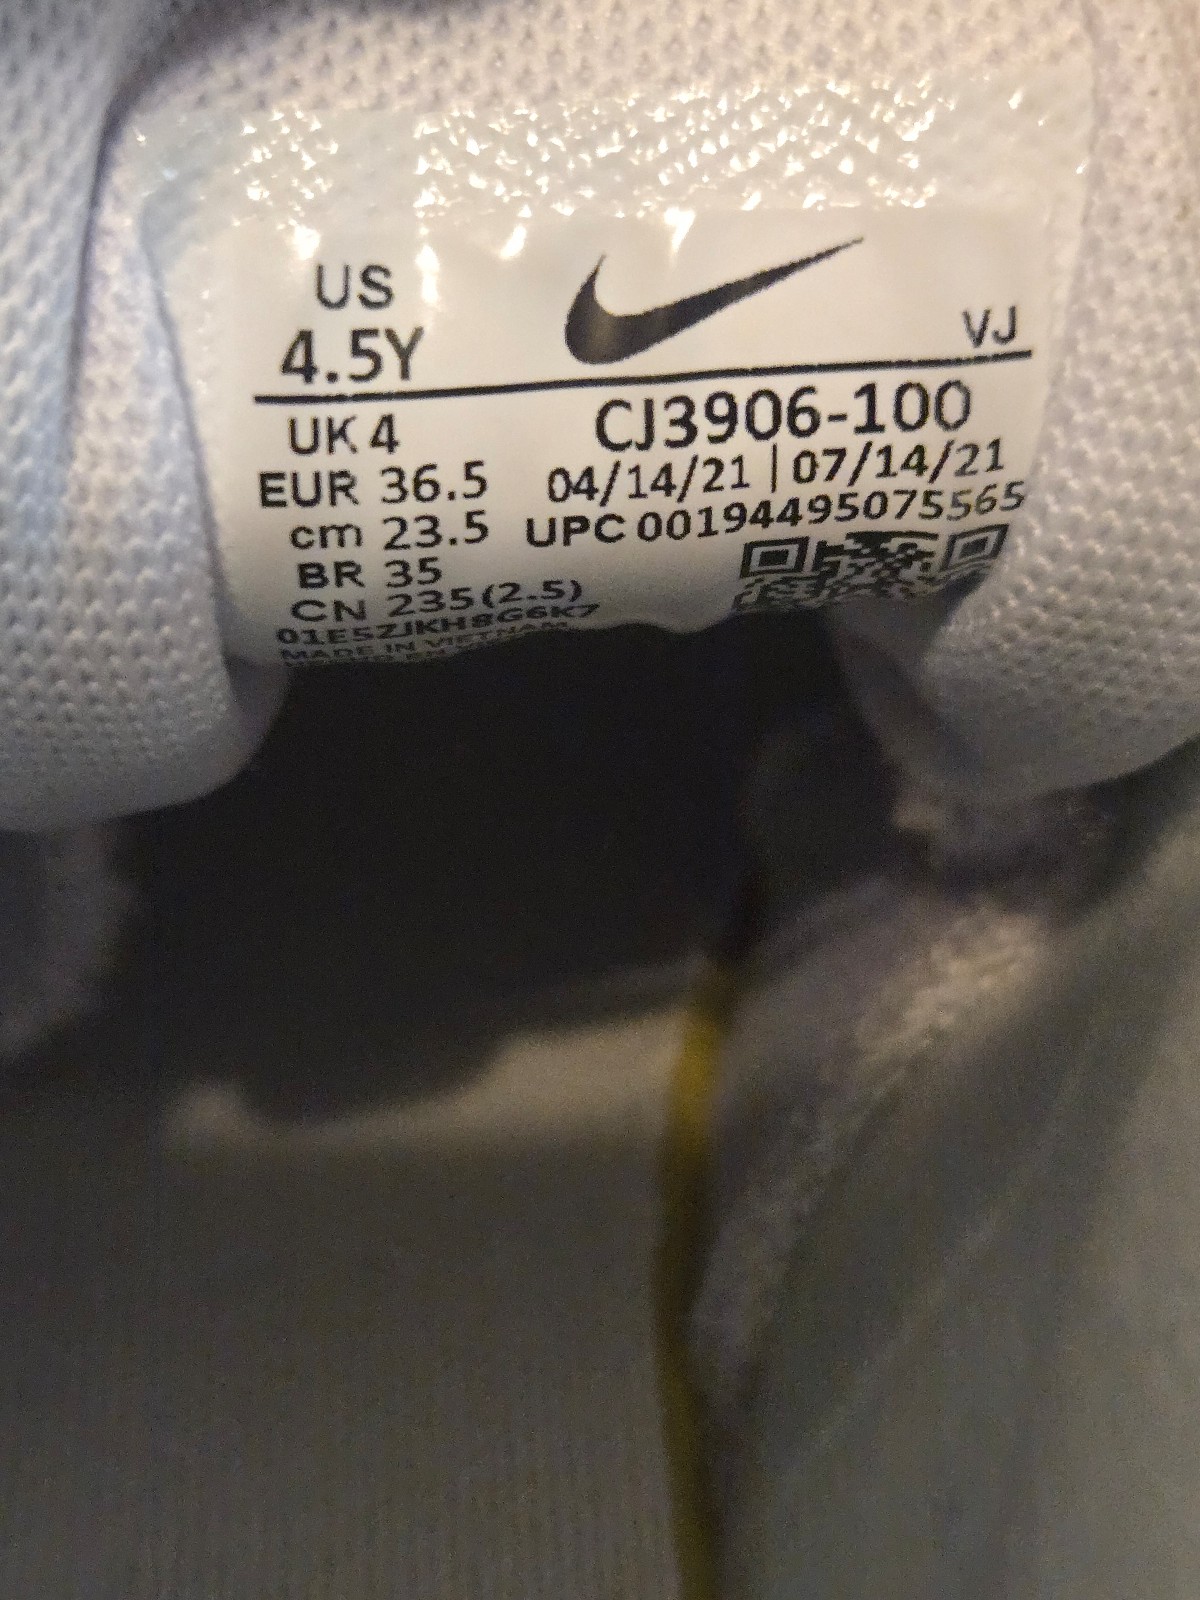 US
4.5Y
VJ
UK 4
CJ3906-100
EUR 36.5
04/14/21 | 07/14/21
cm 23.5
UPC 00194495075565
BR 35
CN 235(2.5)
01E5ZJKH8G6K7
MADE IN VIETNAM